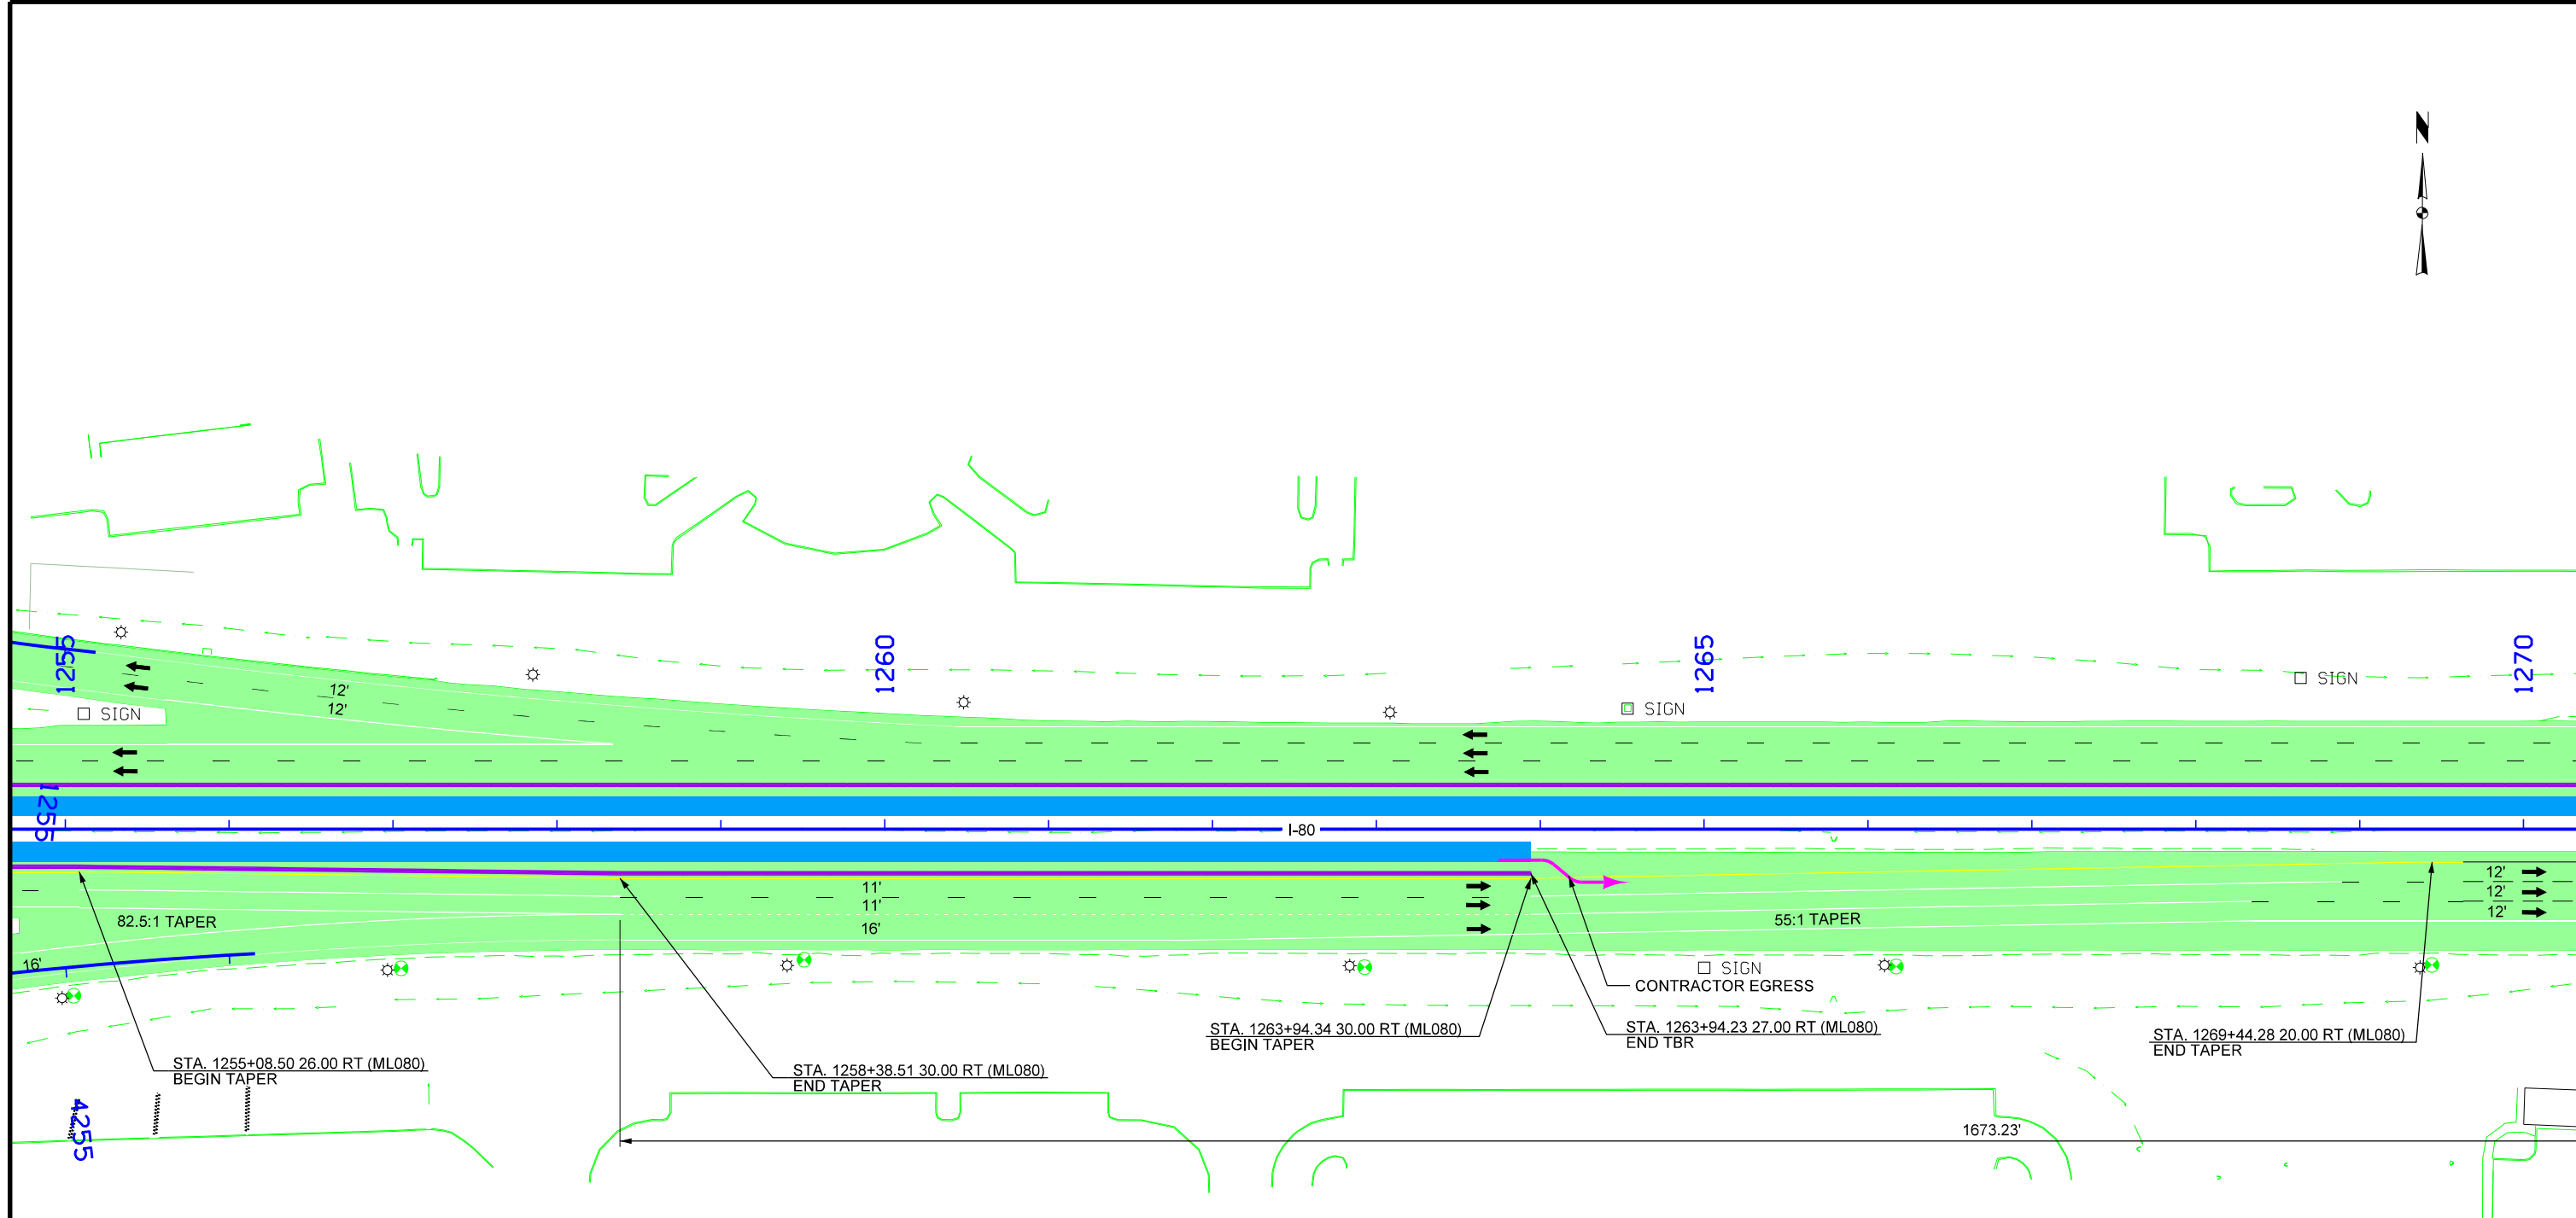 N
1255
1260
1265
1270
12'
12'
SIGN
SIGN
SIGN
1255
I-80
11'
11'
16'
12'
12'
12'
82.5:1 TAPER
55:1 TAPER
16'
SIGN
CONTRACTOR EGRESS
STA. 1255+08.50 26.00 RT (ML080)
BEGIN TAPER
STA. 1258+38.51 30.00 RT (ML080)
END TAPER
STA. 1263+94.34 30.00 RT (ML080)
BEGIN TAPER
STA. 1263+94.23 27.00 RT (ML080)
END TBR
STA. 1269+44.28 20.00 RT (ML080)
END TAPER
4255
1673.23'